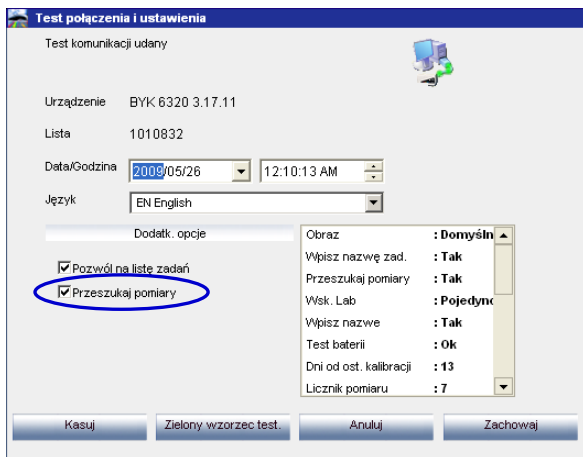 Test połączenia i ustawienia
Test komunikacji udany
Urządzenie BYK 6320 3.17.11
Lista 1010832
Data/Godzina 2009/05/26 12:10:13 AM
Język EN English
Dodatk. opcje
Pozwól na listę zadań
Przeszukaj pomiary
Obraz : Domyśln
Wpisz nazwę zad. : Tak
Przeszukaj pomiary : Tak
Wsk. Lab : Pojedync
Wpisz nazwe : Tak
Test baterii : Ok
Dni od ost. kalibracji : 13
Licznik pomiaru : 7
Kasuj Zielony wzorzec test. Anuluj Zachowaj